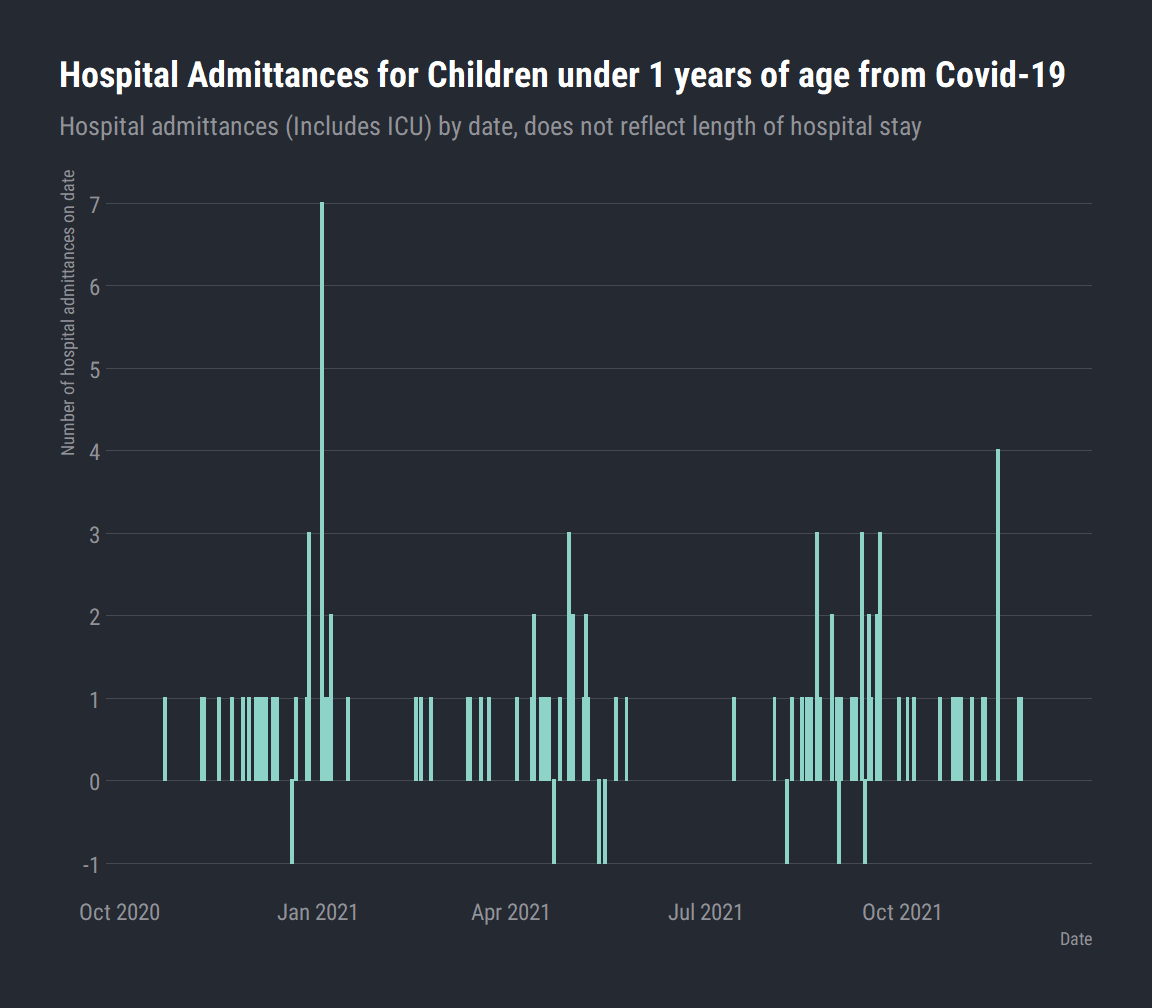 Hospital Admittances for Children under 1 years of age from Covid-19
Hospital admittances (Includes ICU) by date, does not reflect length of hospital stay
Number of hospital admittances on date
7
6
5
4
3
2
1
0
-1
Oct 2020
Jan 2021
Apr 2021
Jul 2021
Oct 2021
Date